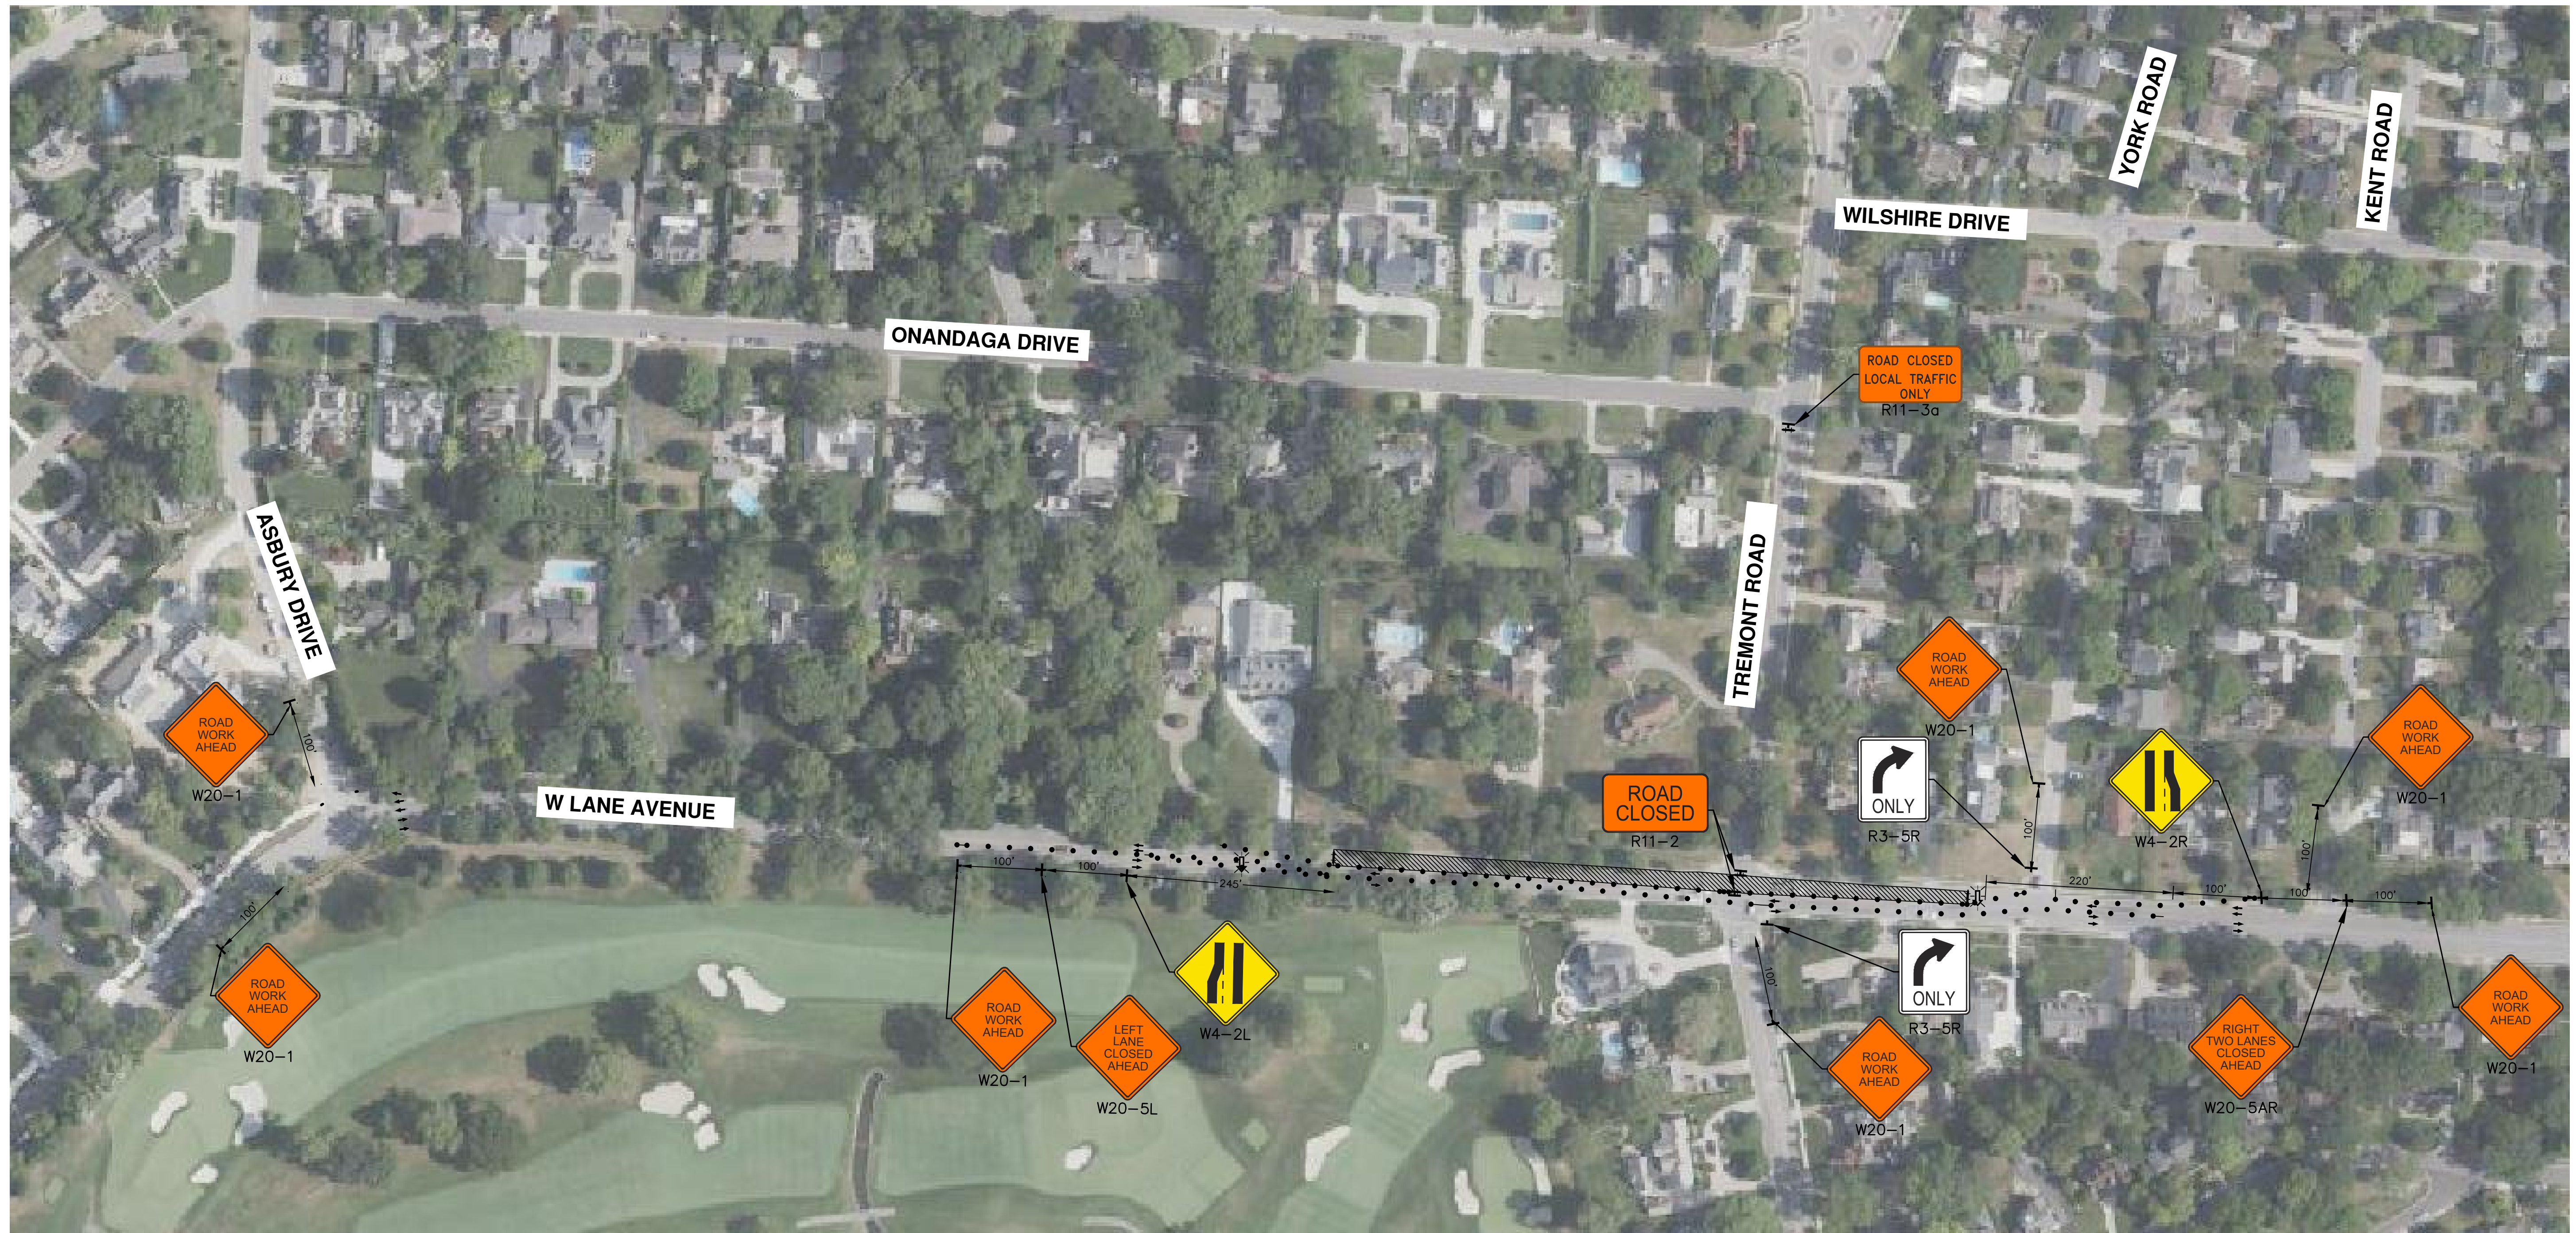 YORK ROAD
KENT ROAD
WILSHIRE DRIVE
ONANDAGA DRIVE
ROAD CLOSED
LOCAL TRAFFIC
ONLY
R11-3a
ASBURY DRIVE
TREMONT ROAD
ROAD
WORK
AHEAD
W20-1
100'
ROAD
WORK
AHEAD
W20-1
100'
ONLY
R3-5R
W4-2R
ROAD
WORK
AHEAD
W20-1
100'
W LANE AVENUE
ROAD
CLOSED
R11-2
100'
100'
245'
220'
100'
100'
100'
100'
ROAD
WORK
AHEAD
W20-1
ROAD
WORK
AHEAD
W20-1
LEFT
LANE
CLOSED
AHEAD
W20-5L
W4-2L
ONLY
R3-5R
100'
ROAD
WORK
AHEAD
W20-1
RIGHT
TWO LANES
CLOSED
AHEAD
W20-5AR
ROAD
WORK
AHEAD
W20-1